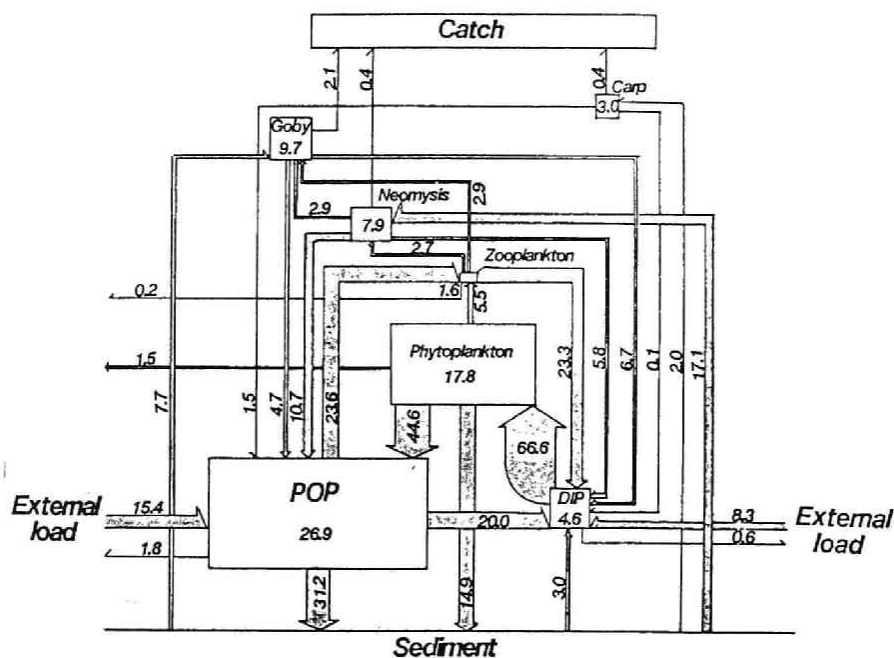 Catch
2.1
0.4
0.4
Carp
3.0
Goby
9.7
2.9
Neomysis
2.9
7.9
2.7
Zooplankton
0.2
1.6
5.5
Phytoplankton
17.8
1.5
7.7
1.5
4.7
10.7
23.6
44.6
66.6
23.3
5.8
6.7
0.1
2.0
17.1
POP
26.9
DIP
4.6
External
load
15.4
1.8
20.0
8.3
0.6
External
load
31.2
14.9
3.0
Sediment